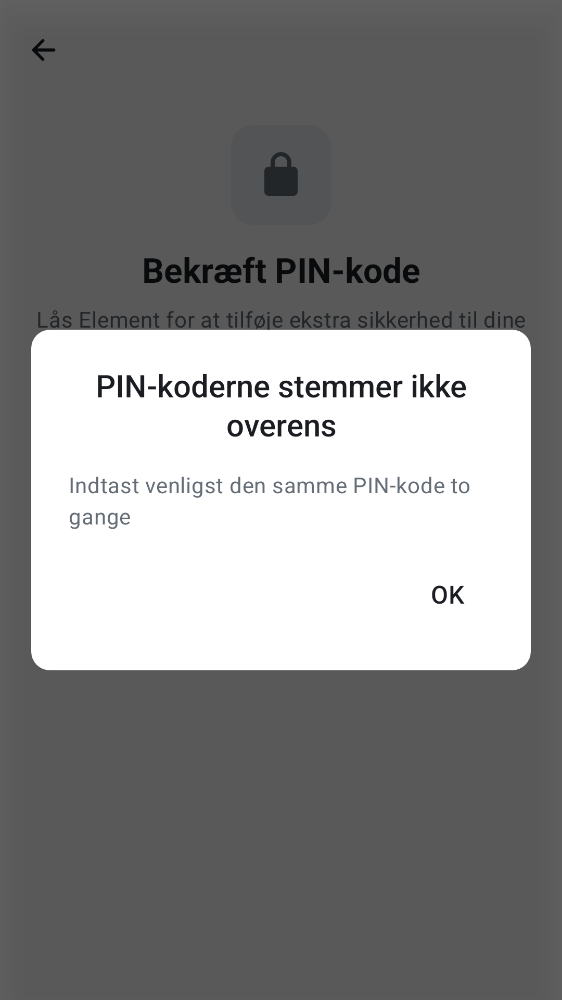 Bekræft PIN-kode
Lås Element for at tilføje ekstra sikkerhed til dine
PIN-koderne stemmer ikke
overens
Indtast venligst den samme PIN-kode to
gange
OK